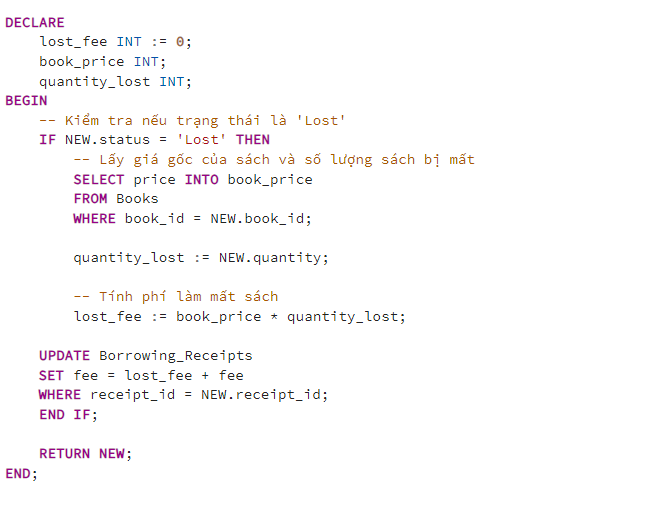 DECLARE
    lost_fee INT := 0;
    book_price INT;
    quantity_lost INT;
BEGIN
    -- Kiểm tra nếu trạng thái là 'Lost'
    IF NEW.status = 'Lost' THEN
        -- Lấy giá gốc của sách và số lượng sách bị mất
        SELECT price INTO book_price
        FROM Books
        WHERE book_id = NEW.book_id;

        quantity_lost := NEW.quantity;

        -- Tính phí làm mất sách
        lost_fee := book_price * quantity_lost;

    UPDATE Borrowing_Receipts
    SET fee = lost_fee + fee
    WHERE receipt_id = NEW.receipt_id;
    END IF;

    RETURN NEW;
END;